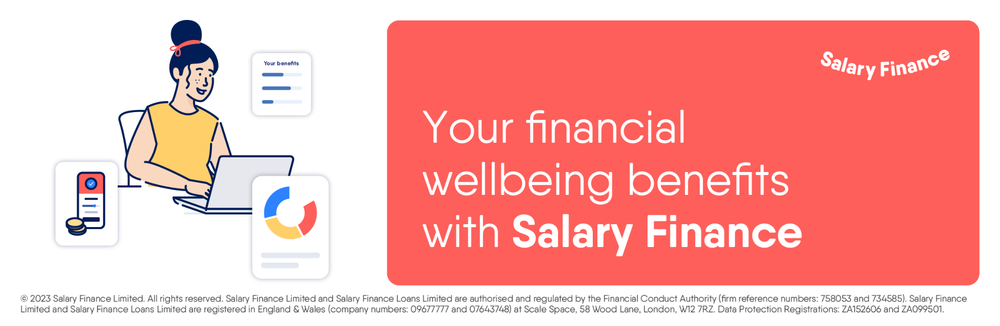 Your benefits
Salary Finance
Your financial
wellbeing benefits
with Salary Finance
© 2023 Salary Finance Limited. All rights reserved. Salary Finance Limited and Salary Finance Loans Limited are authorised and regulated by the Financial Conduct Authority (firm reference numbers: 758053 and 734585). Salary Finance
Limited and Salary Finance Loans Limited are registered in England & Wales (company numbers: 09677777 and 07643748) at Scale Space, 58 Wood Lane, London, W12 7RZ. Data Protection Registrations: ZA152606 and ZA099501.